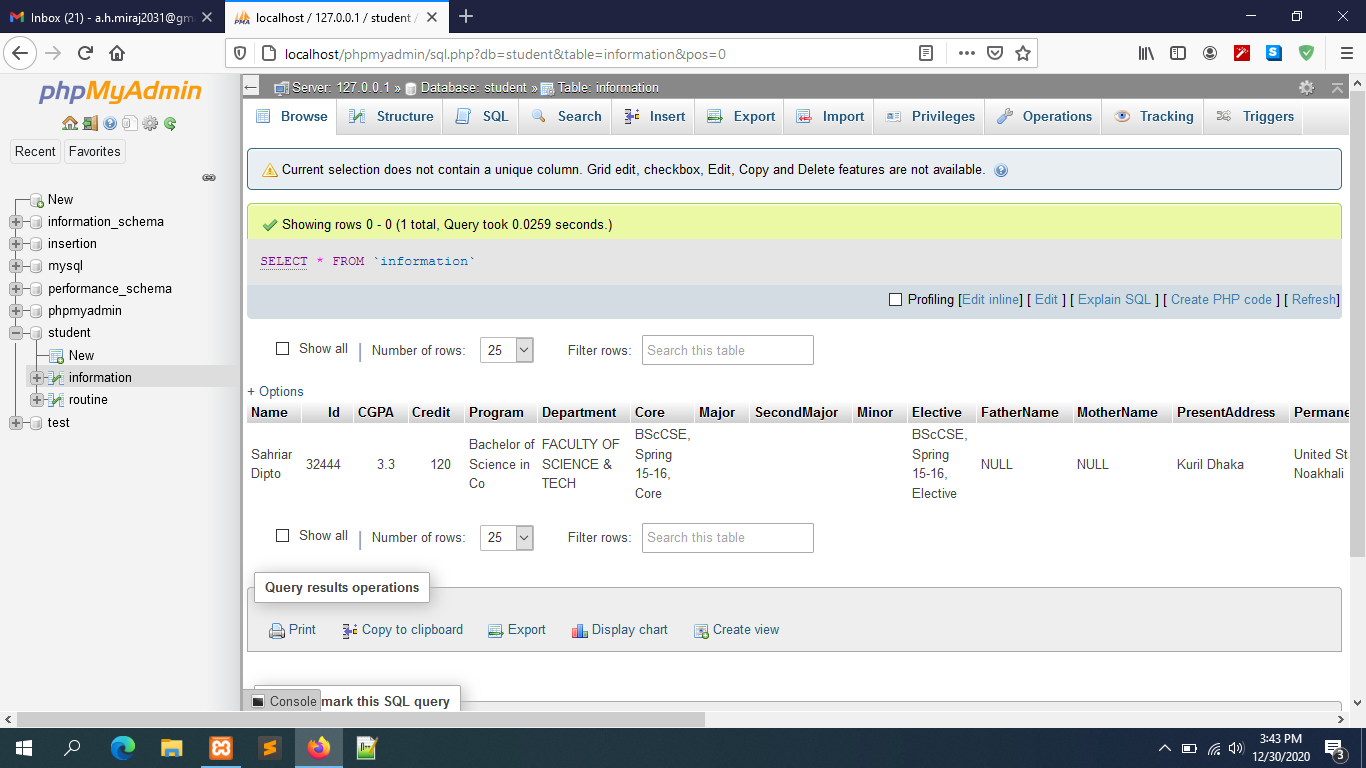 Inbox (21) - a.h.miraj2031@gm
localhost / 127.0.0.1 / student /
localhost/phpmyadmin/sql.php?db=student&table=information&pos=0
phpMyAdmin
Recent Favorites
New
information_schema
insertion
mysql
performance_schema
phpmyadmin
student
New
information
routine
test
Server: 127.0.0.1 » Database: student » Table: information
Browse Structure SQL Search Insert Export Import Privileges Operations Tracking Triggers
Current selection does not contain a unique column. Grid edit, checkbox, Edit, Copy and Delete features are not available.
Showing rows 0 - 0 (1 total, Query took 0.0259 seconds.)
SELECT * FROM `information`
Profiling [Edit inline] [ Edit ] [ Explain SQL ] [ Create PHP code ] [ Refresh]
Show all | Number of rows: 25 Filter rows: Search this table
+ Options
Name Id CGPA Credit Program Department Core Major SecondMajor Minor Elective FatherName MotherName PresentAddress Permane
Sahriar Dipto 32444 3.3 120 Bachelor of Science in Co FACULTY OF SCIENCE & TECH BScCSE, Spring 15-16, Core BScCSE, Spring 15-16, Elective NULL NULL Kuril Dhaka United St Noakhali
Show all | Number of rows: 25 Filter rows: Search this table
Query results operations
Print Copy to clipboard Export Display chart Create view
Console mark this SQL query
3:43 PM
12/30/2020
3